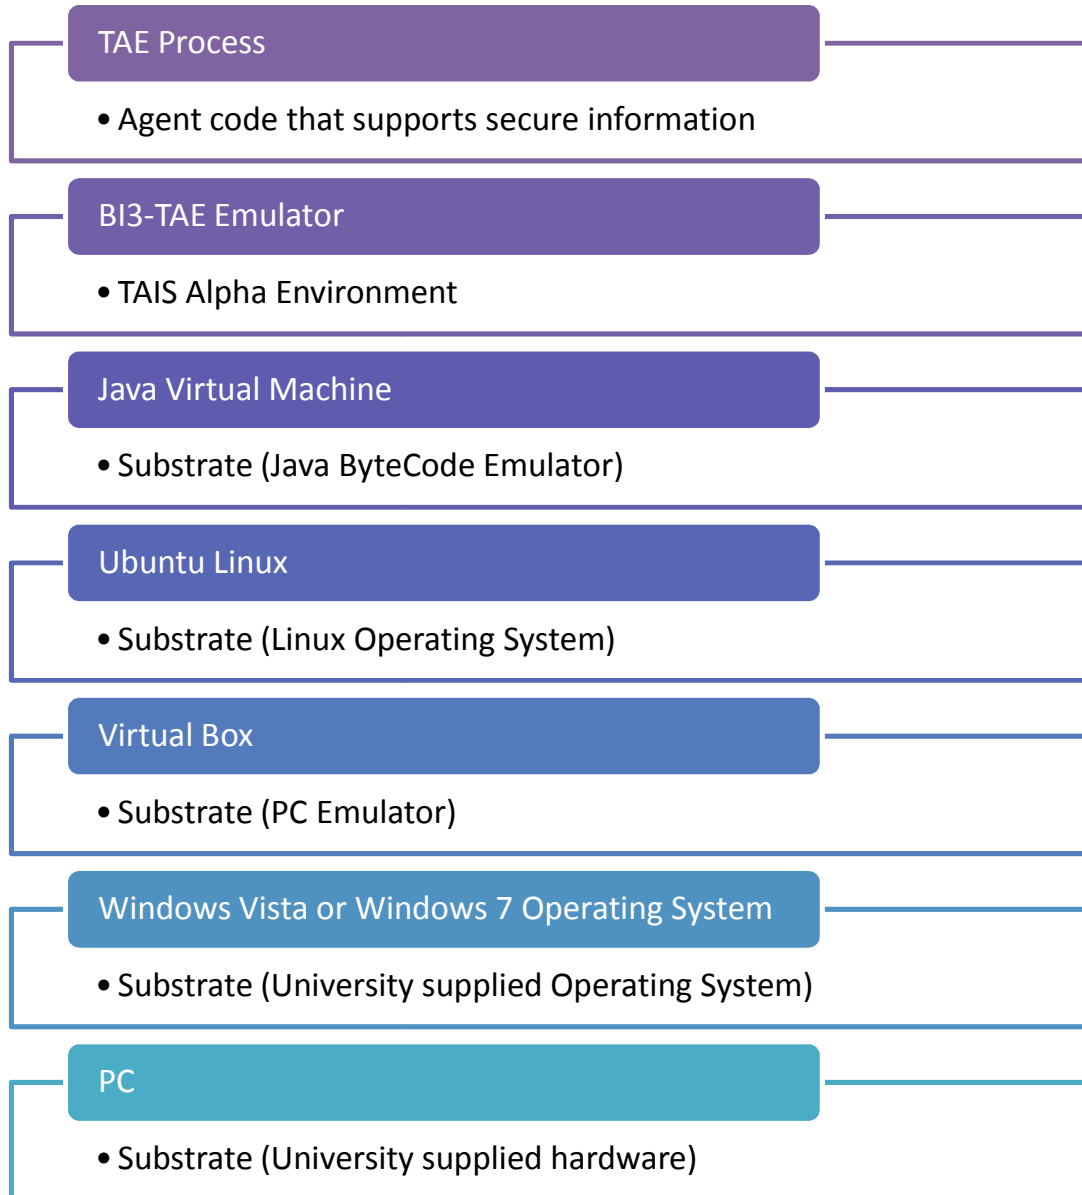 TAE Process
• Agent code that supports secure information
BI3-TAE Emulator
• TAIS Alpha Environment
Java Virtual Machine
• Substrate (Java ByteCode Emulator)
Ubuntu Linux
• Substrate (Linux Operating System)
Virtual Box
• Substrate (PC Emulator)
Windows Vista or Windows 7 Operating System
• Substrate (University supplied Operating System)
PC
• Substrate (University supplied hardware)